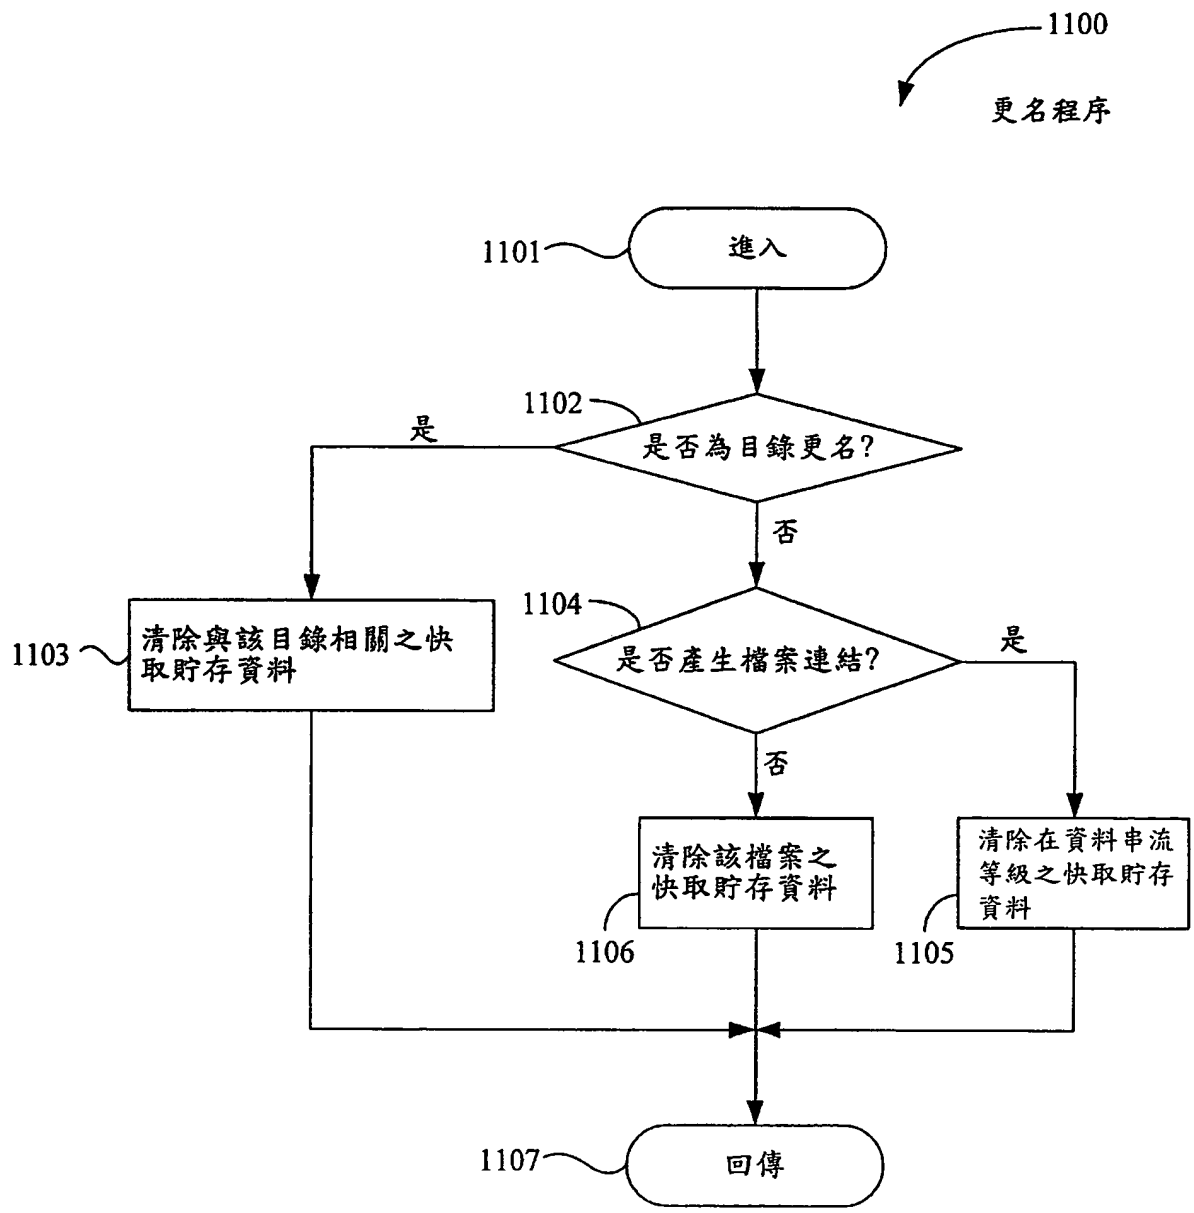 1100
更名程序
1101
進入
1102
是
是否為目錄更名?
否
1104
1103
清除與該目錄相關之快
取貯存資料
是否產生檔案連結?
是
否
清除該檔案之
快取貯存資料
1106
清除在資料串流
等級之快取貯存
資料
1105
1107
回傳